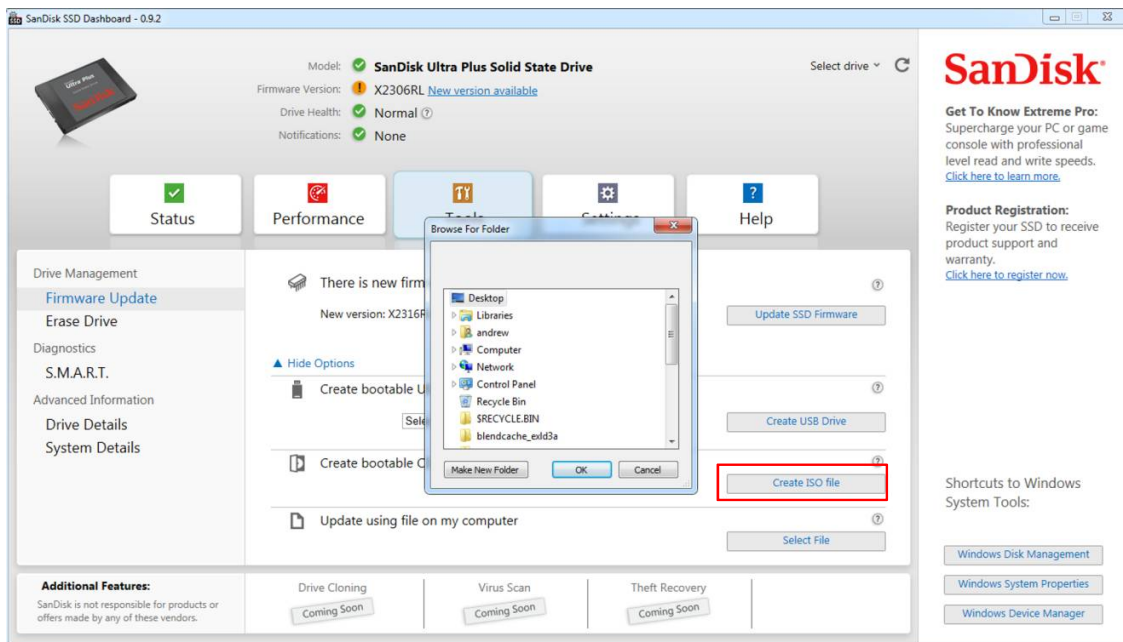 SanDisk SSD Dashboard - 0.9.2
Model: SanDisk Ultra Plus Solid State Drive
Select drive
Firmware Version: X2306RL New version available
Drive Health: Normal
Notifications: None
Status
Performance
Tools
Settings
Help
Drive Management
Firmware Update
Erase Drive
Diagnostics
S.M.A.R.T.
Advanced Information
Drive Details
System Details
There is new firm
New version: X2316R
Update SSD Firmware
Hide Options
Create bootable U
Sele
Create USB Drive
Create bootable C
Create ISO file
Update using file on my computer
Select File
Browse For Folder
Desktop
Libraries
andrew
Computer
Network
Control Panel
Recycle Bin
$RECYCLE.BIN
blendcache_exld3a
Make New Folder
OK
Cancel
Additional Features:
SanDisk is not responsible for products or
offers made by any of these vendors.
Drive Cloning
Coming Soon
Virus Scan
Coming Soon
Theft Recovery
Coming Soon
SanDisk
Get To Know Extreme Pro:
Supercharge your PC or game
console with professional
level read and write speeds.
Click here to learn more.
Product Registration:
Register your SSD to receive
product support and
warranty.
Click here to register now.
Shortcuts to Windows
System Tools:
Windows Disk Management
Windows System Properties
Windows Device Manager